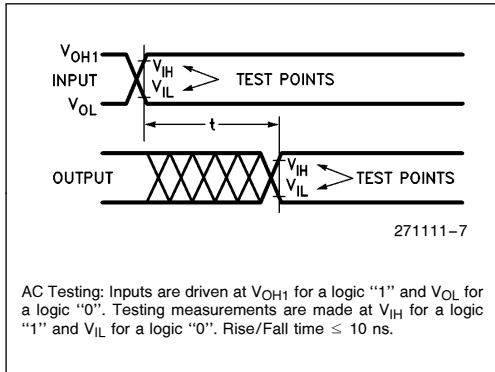 VOH1
INPUT
VOL
VIH
VIL
TEST POINTS
t
OUTPUT
VIH
VIL
TEST POINTS
271111–7
AC Testing: Inputs are driven at VOH1 for a logic ‘‘1’’ and VOL for
a logic ‘‘0’’. Testing measurements are made at VIH for a logic
‘‘1’’ and VIL for a logic ‘‘0’’. Rise/Fall time ≤ 10 ns.